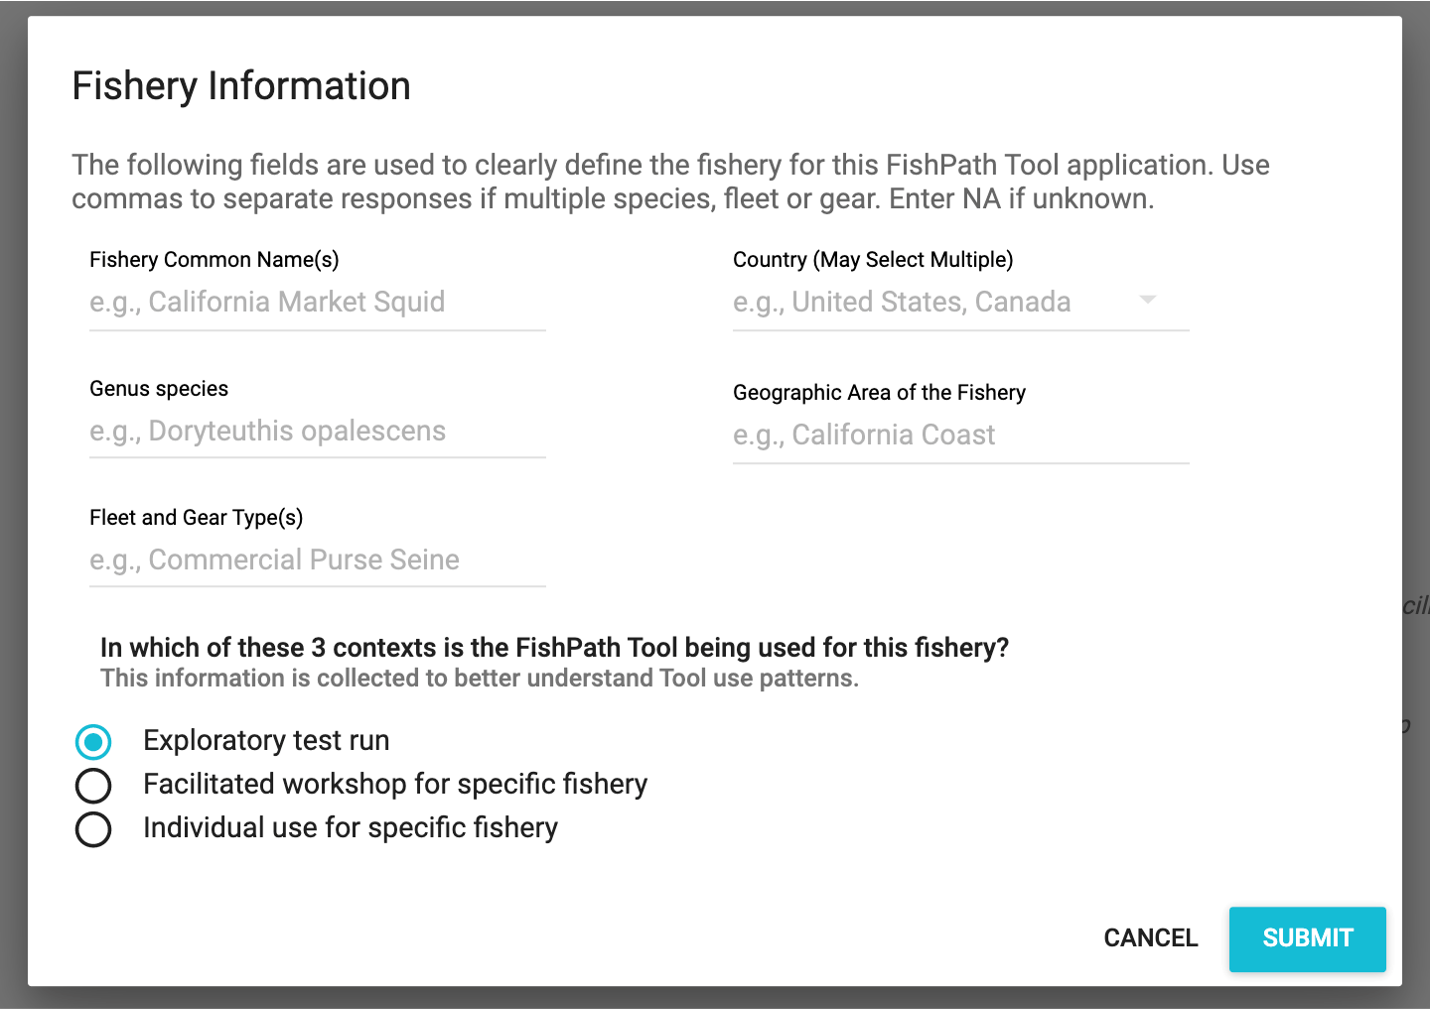 Fishery Information
The following fields are used to clearly define the fishery for this FishPath Tool application. Use
commas to separate responses if multiple species, fleet or gear. Enter NA if unknown.
Fishery Common Name(s)
e.g., California Market Squid
Country (May Select Multiple)
e.g., United States, Canada
Genus species
e.g., Doryteuthis opalescens
Geographic Area of the Fishery
e.g., California Coast
Fleet and Gear Type(s)
e.g., Commercial Purse Seine
In which of these 3 contexts is the FishPath Tool being used for this fishery?
This information is collected to better understand Tool use patterns.
Exploratory test run
Facilitated workshop for specific fishery
Individual use for specific fishery
CANCEL
SUBMIT